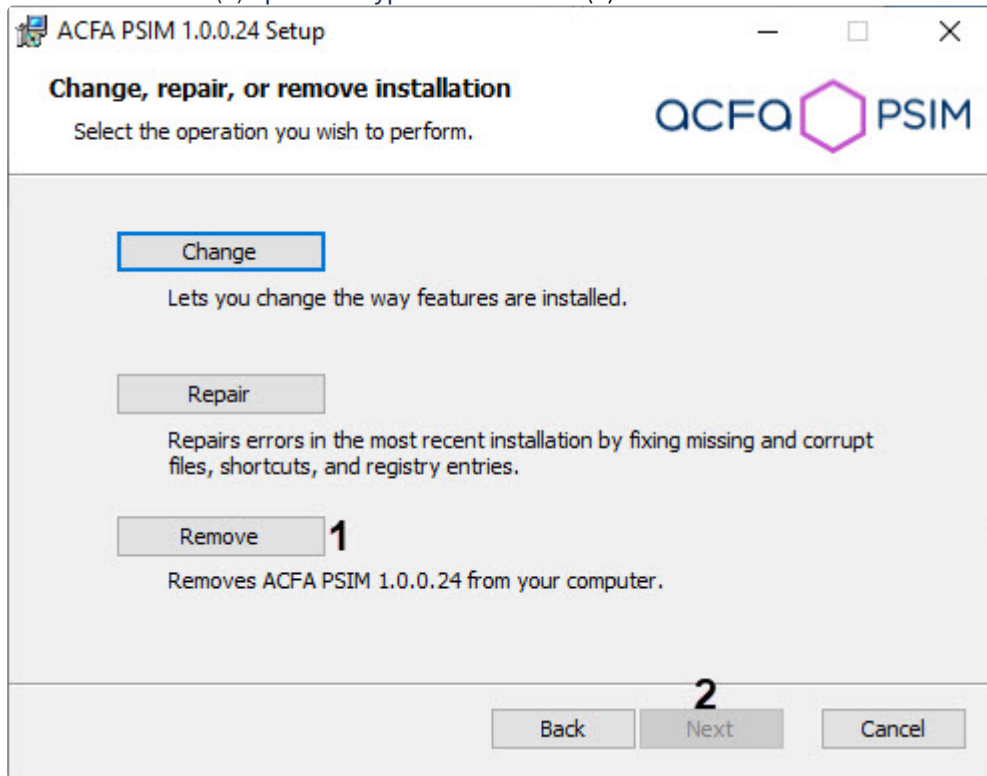 ACFA PSIM 1.0.0.24 Setup
Change, repair, or remove installation
Select the operation you wish to perform.
acfa PSIM
Change
Lets you change the way features are installed.
Repair
Repairs errors in the most recent installation by fixing missing and corrupt
files, shortcuts, and registry entries.
Remove 1
Removes ACFA PSIM 1.0.0.24 from your computer.
2
Back Next Cancel